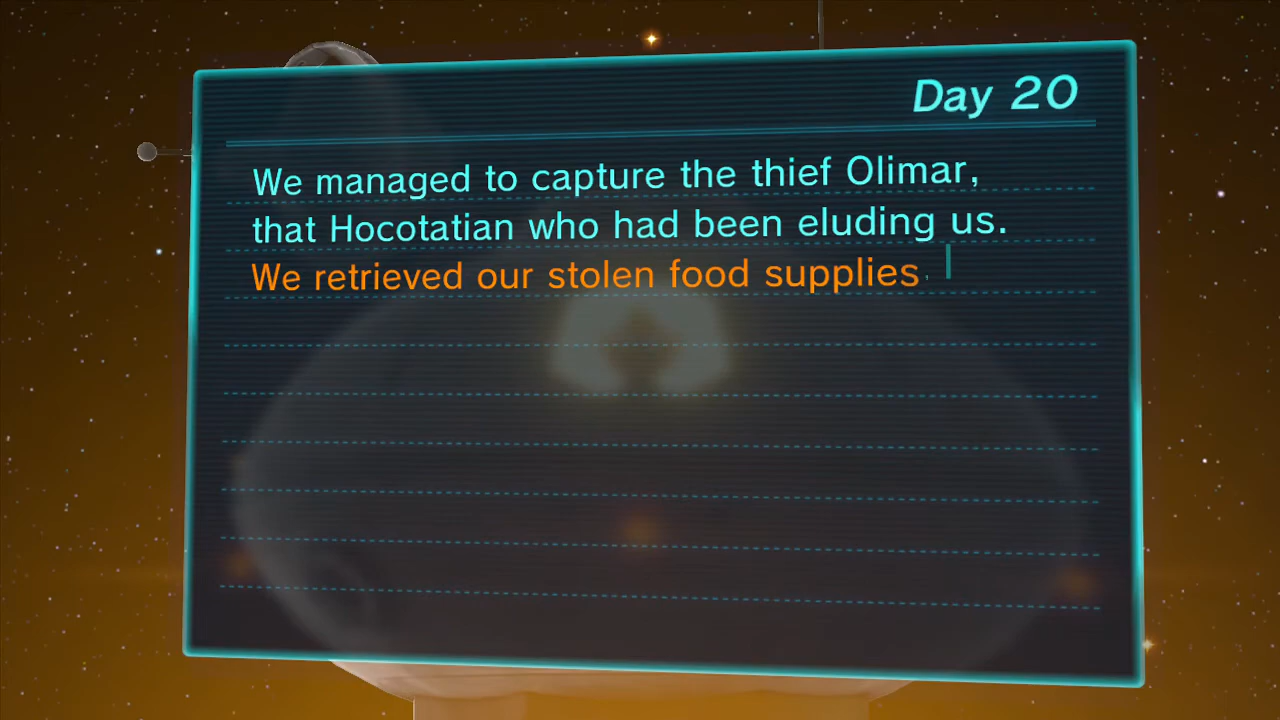 Day 20
We managed to capture the thief Olimar,
that Hocotatian who had been eluding us.
We retrieved our stolen food supplies.